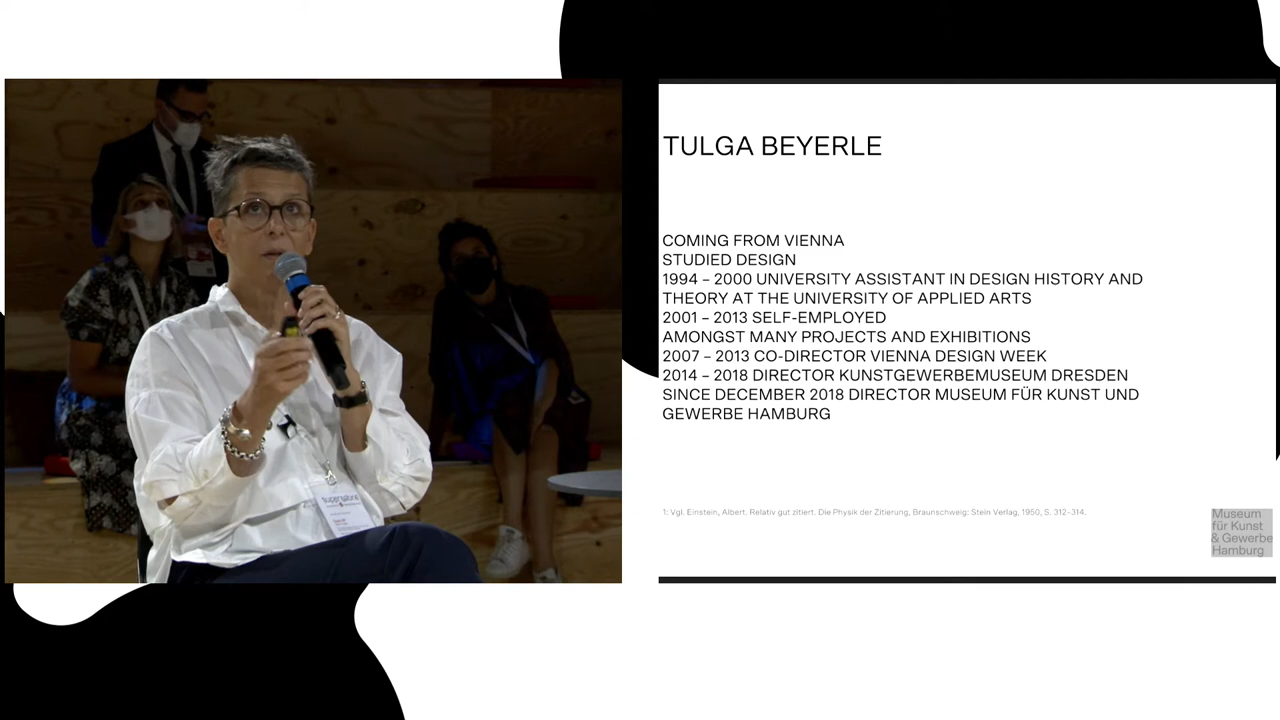 TULGA BEYERLE
COMING FROM VIENNA
STUDIED DESIGN
1994 – 2000 UNIVERSITY ASSISTANT IN DESIGN HISTORY AND
THEORY AT THE UNIVERSITY OF APPLIED ARTS
2001 – 2013 SELF-EMPLOYED
AMONGST MANY PROJECTS AND EXHIBITIONS
2007 – 2013 CO-DIRECTOR VIENNA DESIGN WEEK
2014 – 2018 DIRECTOR KUNSTGEWERBEMUSEUM DRESDEN
SINCE DECEMBER 2018 DIRECTOR MUSEUM FÜR KUNST UND
GEWERBE HAMBURG
1: Vgl. Einstein, Albert. Relativ gut zitiert. Die Physik der Zitierung, Braunschweig: Stein Verlag, 1950, S. 312–314.
Museum
für Kunst
& Gewerbe
Hamburg
supersalone